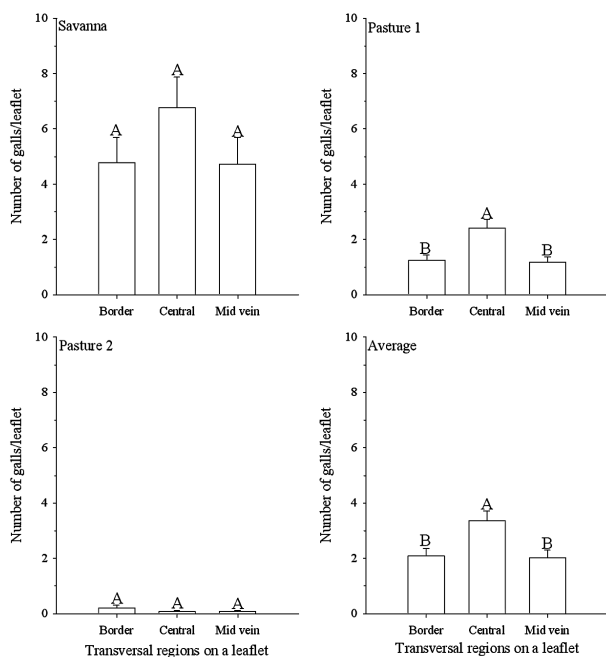 Savanna
Number of galls/leaflet
10
8
6
4
2
0
A
A
A
Border Central Mid vein
Pasture 1
Number of galls/leaflet
10
8
6
4
2
0
B
A
B
Border Central Mid vein
Pasture 2
Number of galls/leaflet
10
8
6
4
2
0
A
A
A
Border Central Mid vein
Transversal regions on a leaflet
Average
Number of galls/leaflet
10
8
6
4
2
0
B
A
B
Border Central Mid vein
Transversal regions on a leaflet